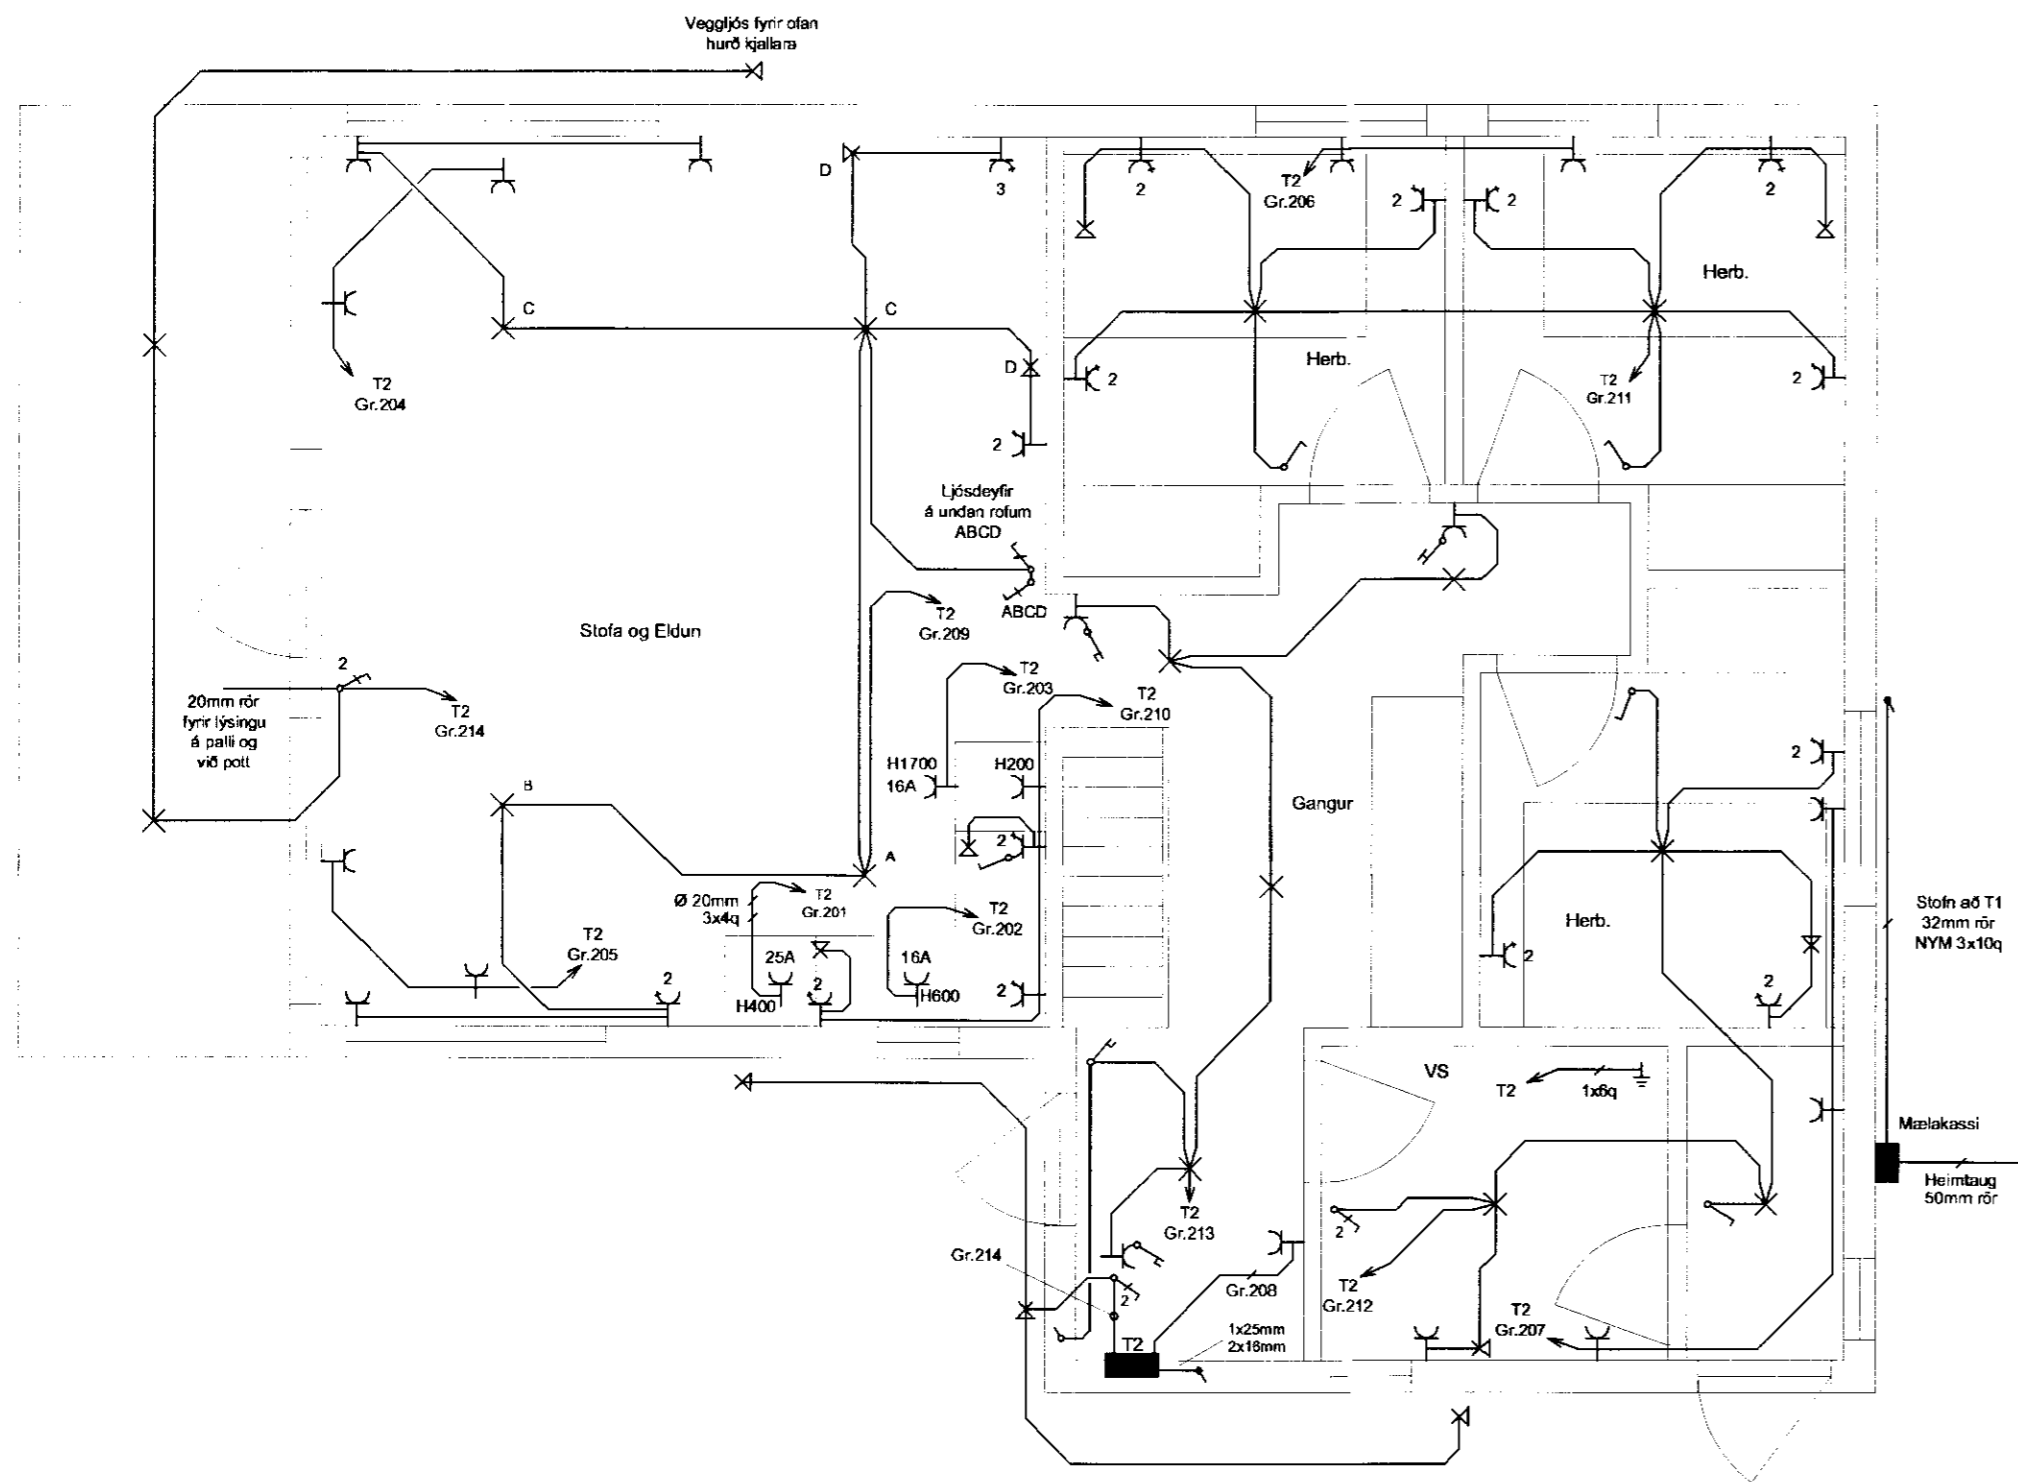 Veggljós fyrir ofan
hurð kjallara
D
3
2
T2
Gr.206
2
2
2
C
C
Herb.
Herb.
D
T2
Gr.204
2
2
T2
Gr.211
2
2
Ljósdeyfir
á undan rofum
ABCD
ABCD
T2
Gr.209
Stofa og Eldun
2
T2
Gr.203
T2
Gr.210
20mm rör
fyrir lýsingu
á palli og
við pott
T2
Gr.214
H1700
16A
H200
2
B
Gangur
2
A
Ø 20mm
3x4q
T2
Gr.201
T2
Gr.202
Herb.
Stofn að T1
32mm rör
NYM 3x10q
T2
Gr.205
25A
16A
2
2
H400
2
H600
2
2
VS
T2
1x6q
Mælakassi
Heimtaug
50mm rör
T2
Gr.213
2
Gr.214
2
Gr.208
T2
Gr.212
T2
Gr.207
T2
1x25mm
2x16mm